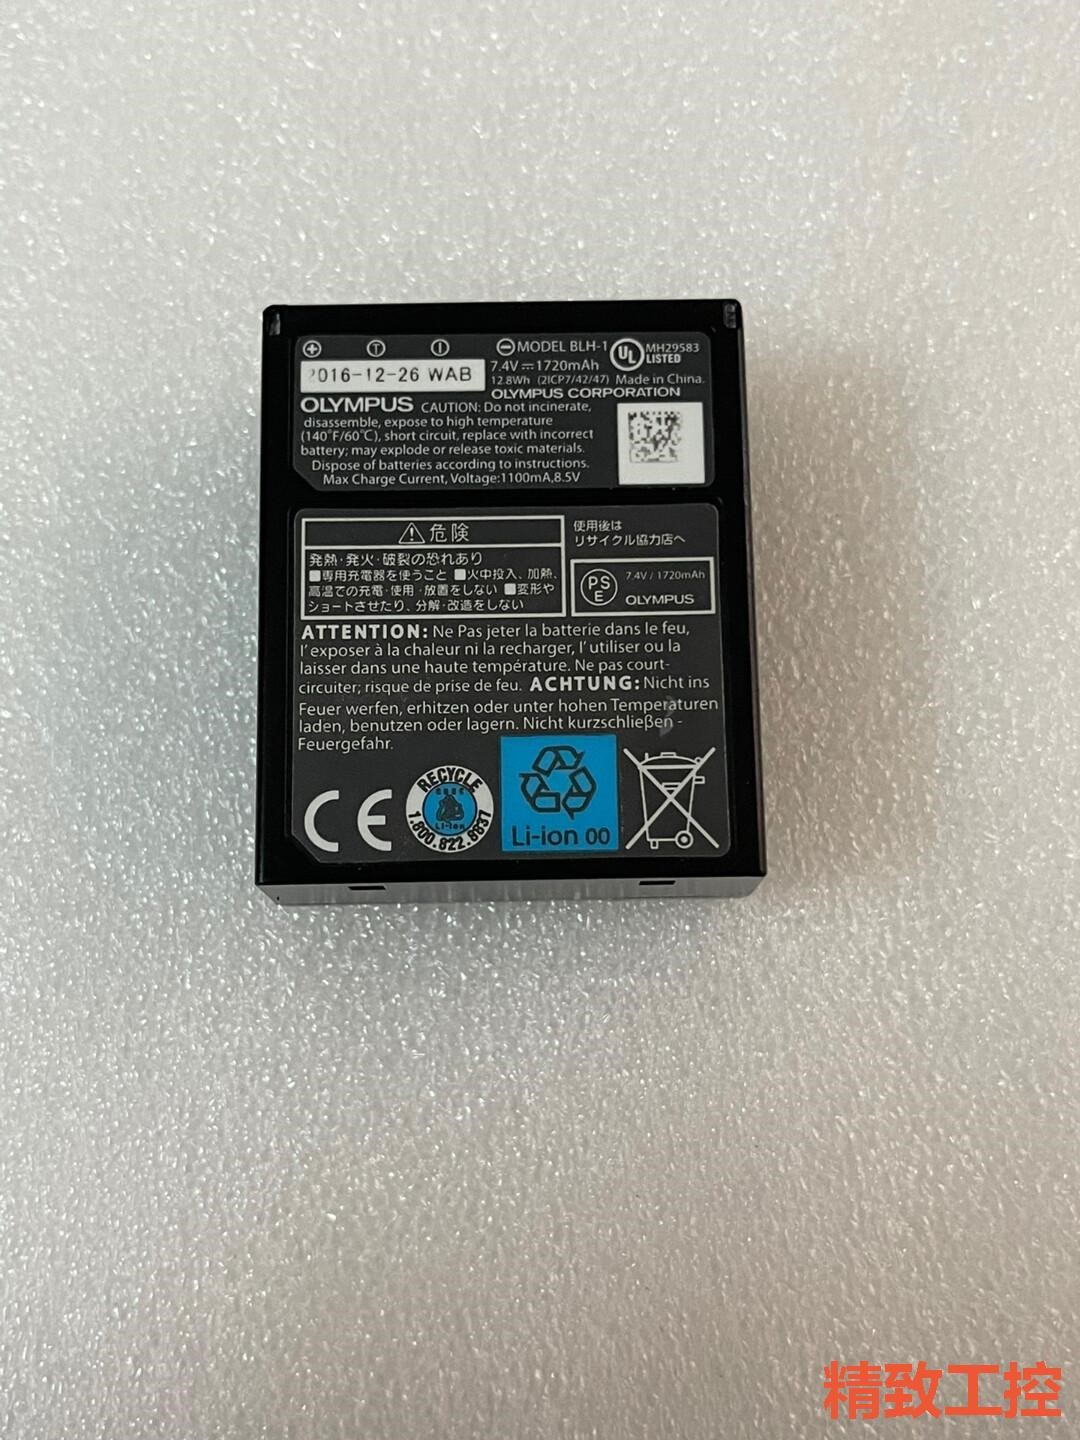 ⊕ Ⓣ Ⓘ ⊖ MODEL BLH-1
2016-12-26 WAB
7.4V⎓1720mAh
12.8Wh (2ICP7/42/47) Made in China.
OLYMPUS CORPORATION
UL MH29583
LISTED
OLYMPUS CAUTION: Do not incinerate,
disassemble, expose to high temperature
(140°F/60℃), short circuit, replace with incorrect
battery; may explode or release toxic materials.
Dispose of batteries according to instructions.
Max Charge Current, Voltage:1100mA,8.5V
⚠危険
発熱・発火・破裂の恐れあり
■専用充電器を使うこと ■火中投入、加熱、
高温での充電・使用・放置をしない ■変形や
ショートさせたり、分解・改造をしない
使用後は
リサイクル協力店へ
PS
E
7.4V / 1720mAh
OLYMPUS
ATTENTION: Ne Pas jeter la batterie dans le feu,
l'exposer à la chaleur ni la recharger, l'utiliser ou la
laisser dans une haute température. Ne pas court-
circuiter; risque de prise de feu. ACHTUNG: Nicht ins
Feuer werfen, erhitzen oder unter hohen Temperaturen
laden, benutzen oder lagern. Nicht kurzschließen -
Feuergefahr.
CE
RECYCLE
Li-ion
1.800.822.8837
Li-ion 00
精致工控